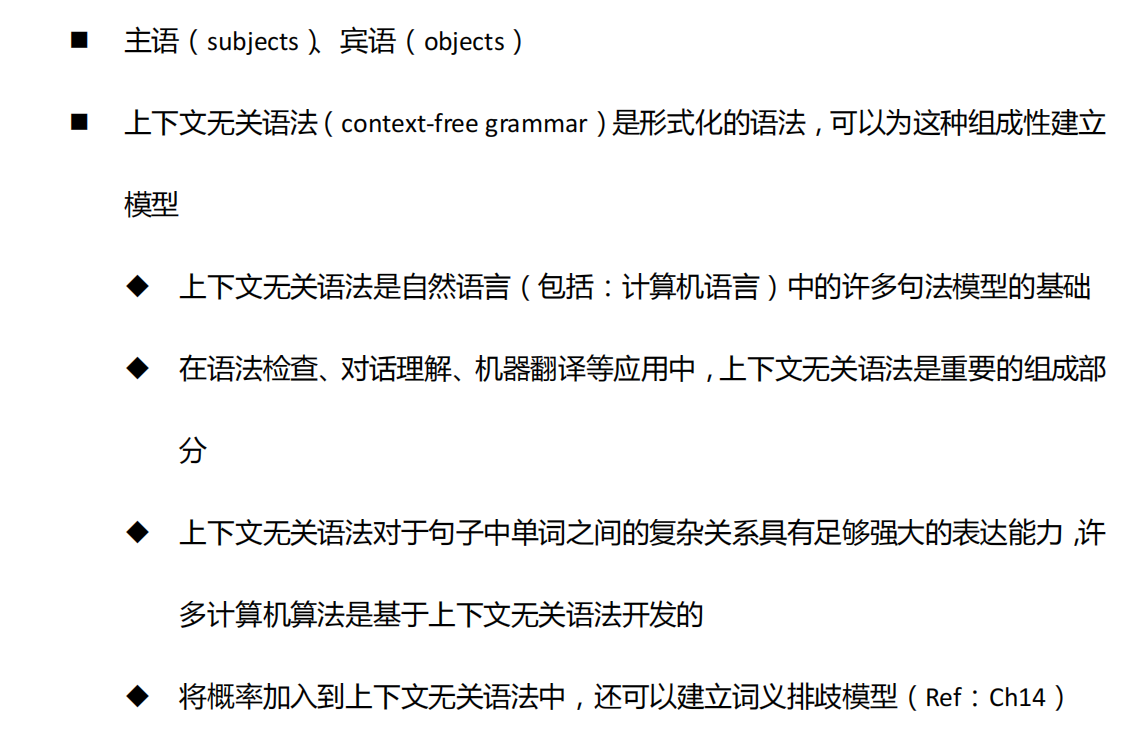 ■ 主语（subjects）、宾语（objects）
■ 上下文无关语法（context-free grammar）是形式化的语法，可以为这种组成性建立
模型
◆ 上下文无关语法是自然语言（包括：计算机语言）中的许多句法模型的基础
◆ 在语法检查、对话理解、机器翻译等应用中，上下文无关语法是重要的组成部
分
◆ 上下文无关语法对于句子中单词之间的复杂关系具有足够强大的表达能力，许
多计算机算法是基于上下文无关语法开发的
◆ 将概率加入到上下文无关语法中，还可以建立词义排歧模型（Ref：Ch14）